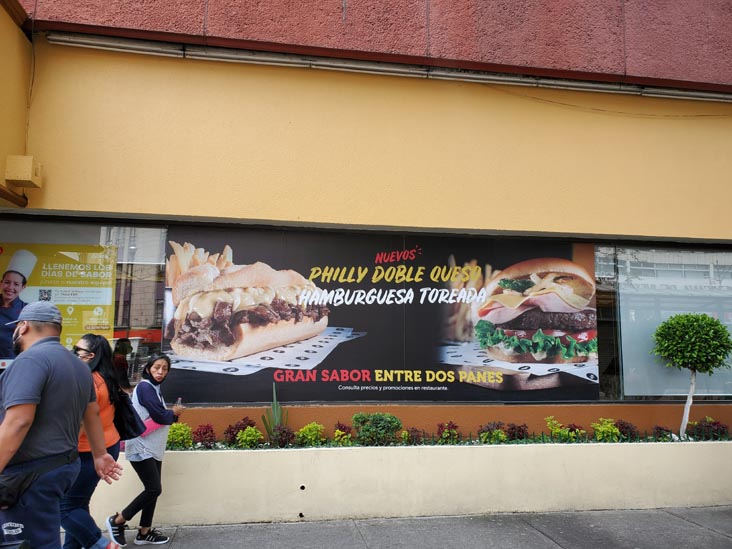 LLENEMOS LOS
DÍAS DE SABOR
NUEVOS
PHILLY DOBLE QUESO
HAMBURGUESA TOREADA
GRAN SABOR ENTRE DOS PANES
Consulta precios y promociones en restaurante.